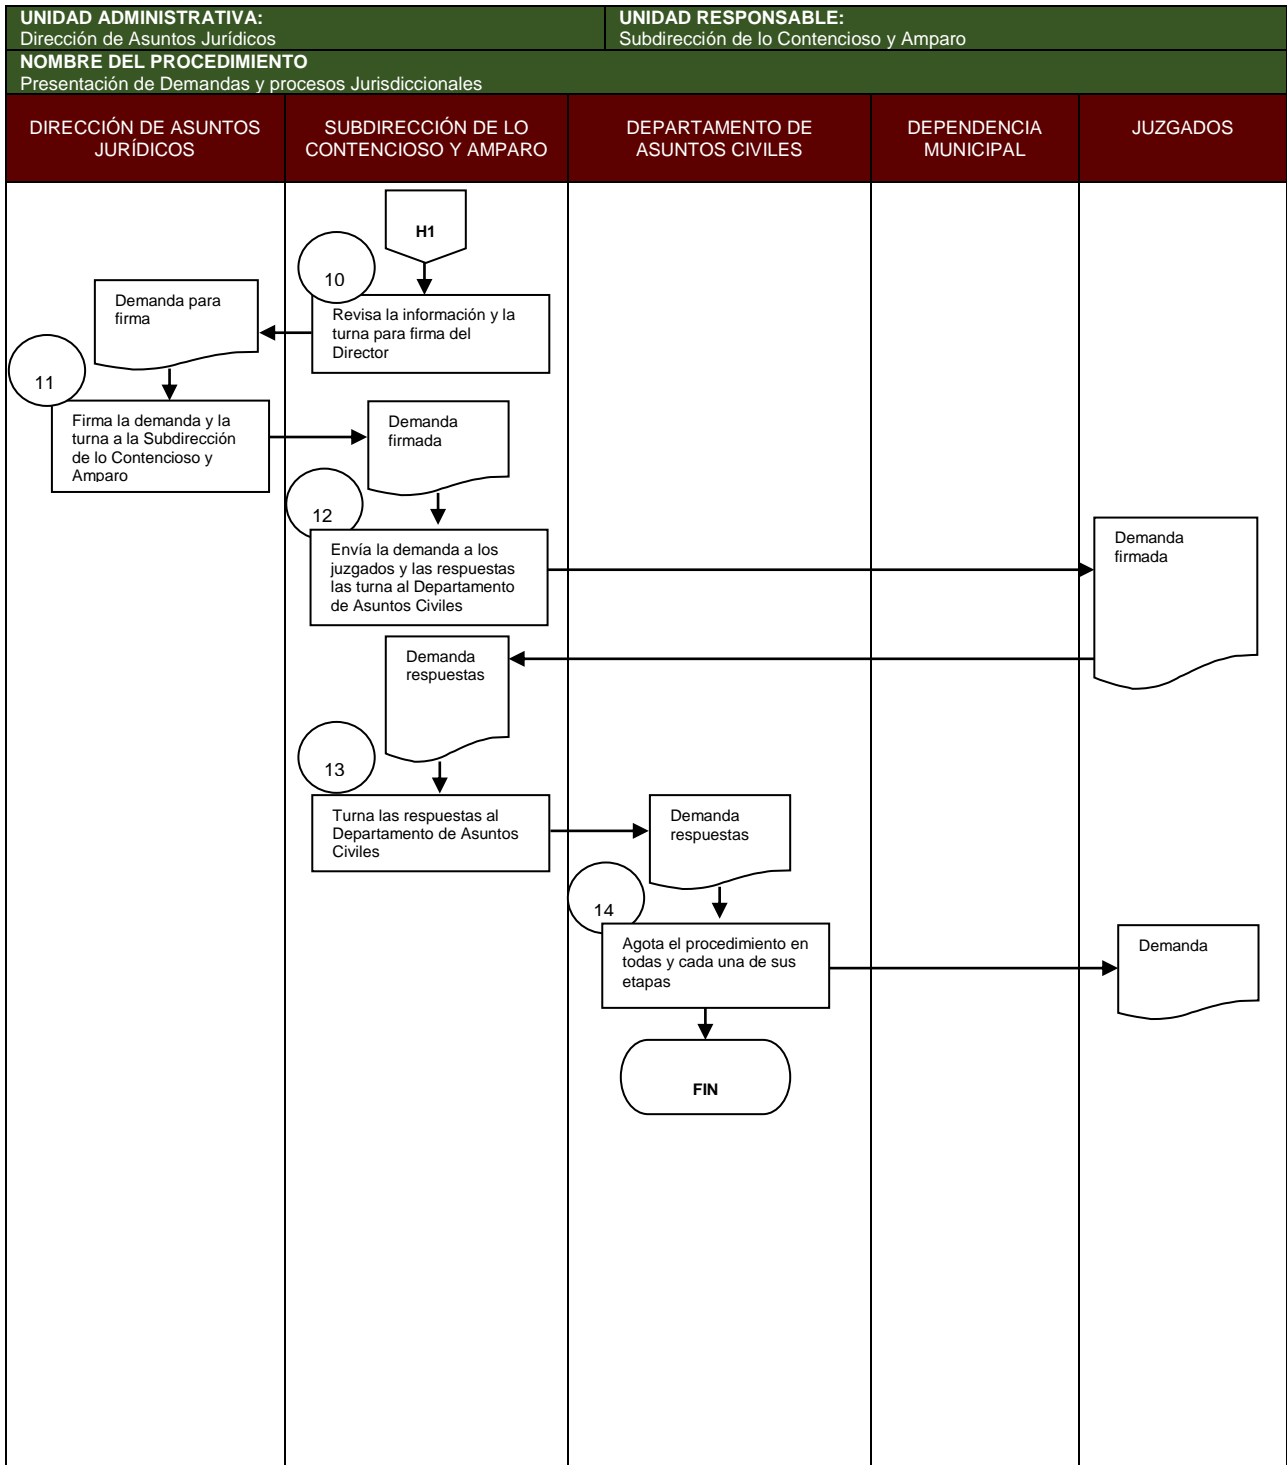 UNIDAD ADMINISTRATIVA:
Dirección de Asuntos Jurídicos
UNIDAD RESPONSABLE:
Subdirección de lo Contencioso y Amparo
NOMBRE DEL PROCEDIMIENTO
Presentación de Demandas y procesos Jurisdiccionales
DIRECCIÓN DE ASUNTOS
JURÍDICOS
SUBDIRECCIÓN DE LO
CONTENCIOSO Y AMPARO
DEPARTAMENTO DE
ASUNTOS CIVILES
DEPENDENCIA
MUNICIPAL
JUZGADOS
H1
10
Revisa la información y la
turna para firma del
Director
Demanda para
firma
11
Firma la demanda y la
turna a la Subdirección
de lo Contencioso y
Amparo
Demanda
firmada
12
Envía la demanda a los
juzgados y las respuestas
las turna al Departamento
de Asuntos Civiles
Demanda
firmada
Demanda
respuestas
13
Turna las respuestas al
Departamento de Asuntos
Civiles
Demanda
respuestas
14
Agota el procedimiento en
todas y cada una de sus
etapas
Demanda
FIN